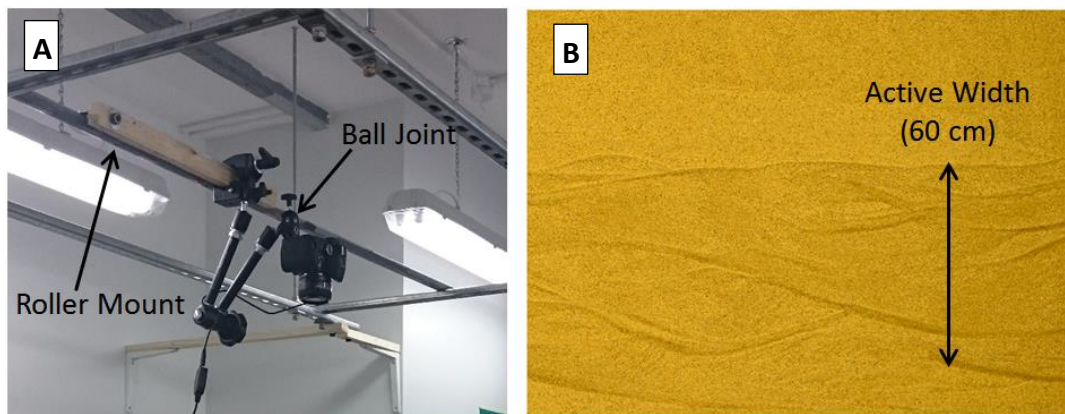 A
Ball Joint
Roller Mount
B
Active Width
(60 cm)